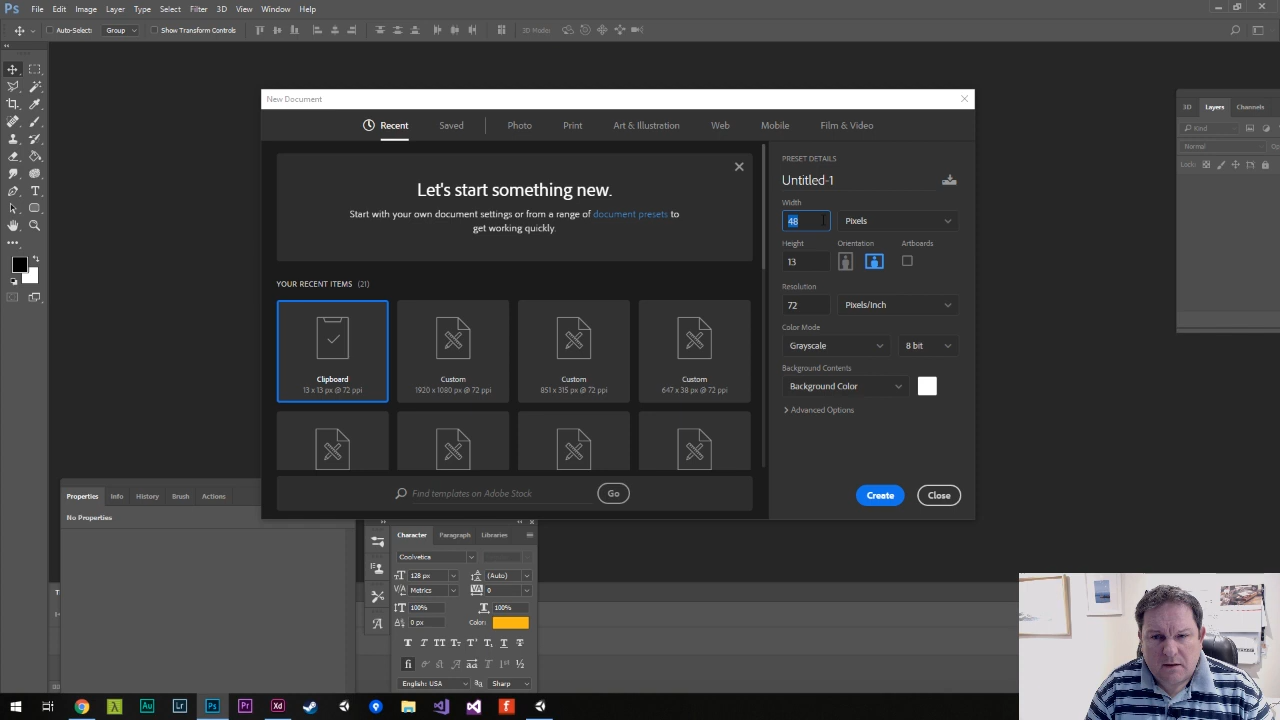 Ps File Edit Image Layer Type Select Filter 3D View Window Help
Auto-Select: Group Show Transform Controls 3D Mode:
New Document
Recent Saved Photo Print Art & Illustration Web Mobile Film & Video
Let's start something new.
Start with your own document settings or from a range of document presets to
get working quickly.
YOUR RECENT ITEMS (21)
Clipboard
13 x 13 px @ 72 ppi
Custom
1920 x 1080 px @ 72 ppi
Custom
851 x 315 px @ 72 ppi
Custom
647 x 38 px @ 72 ppi
Find templates on Adobe Stock
Go
PRESET DETAILS
Untitled-1
Width
48 Pixels
Height Orientation Artboards
13
Resolution
72 Pixels/Inch
Color Mode
Grayscale 8 bit
Background Contents
Background Color
Advanced Options
Create Close
3D Layers Channels
Kind
Normal
Lock:
Properties Info History Brush Actions
No Properties
Character Paragraph Libraries
Coolvetica
128 px (Auto)
Metrics 0
100% 100%
0 px Color:
English: USA Sharp
Au Lr Ps Pr Xd